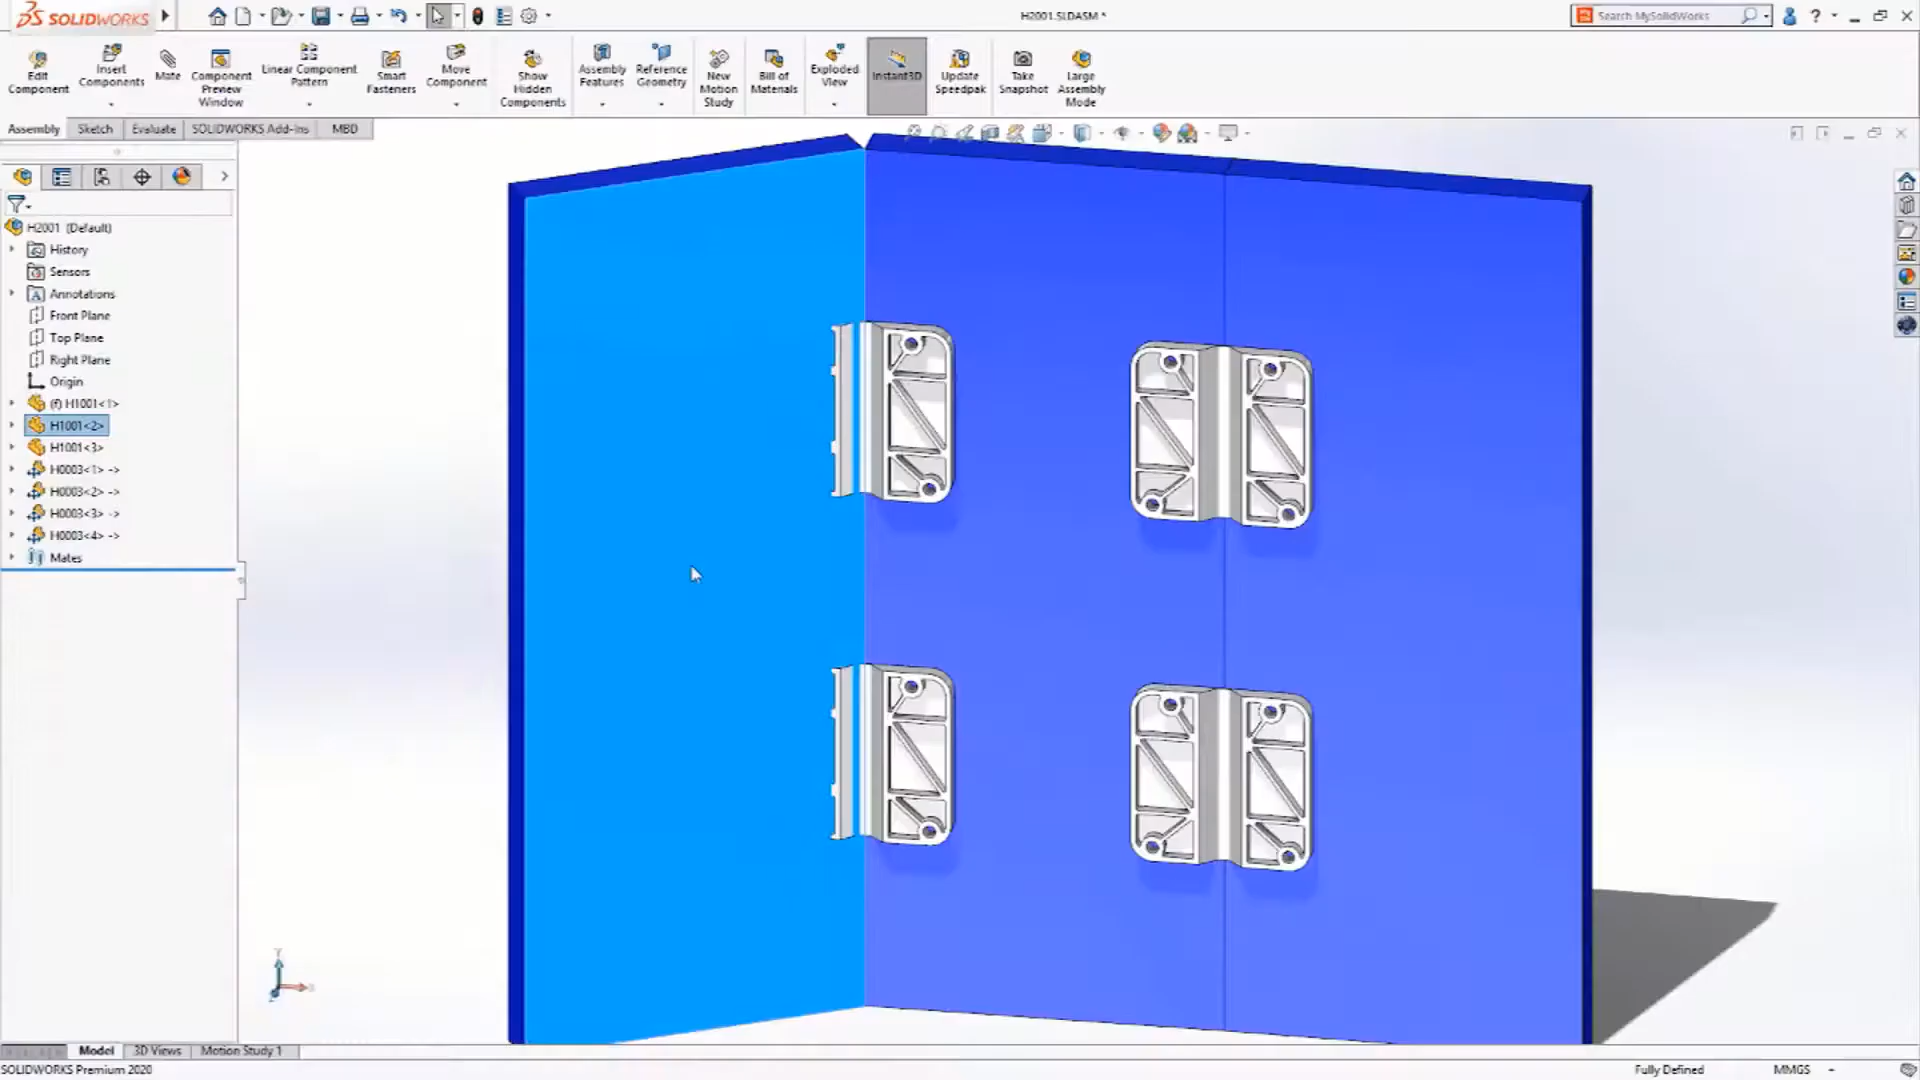 SOLIDWORKS
H2001.SLDASM *
Search MySolidWorks
Edit Component
Insert Components
Mate
Component Preview Window
Linear Component Pattern
Smart Fasteners
Move Component
Show Hidden Components
Assembly Features
Reference Geometry
New Motion Study
Bill of Materials
Exploded View
Instant3D
Update Speedpak
Take Snapshot
Large Assembly Mode
Assembly
Sketch
Evaluate
SOLIDWORKS Add-Ins
MBD
H2001 (Default)
History
Sensors
Annotations
Front Plane
Top Plane
Right Plane
Origin
(f) H1001<1>
H1001<2>
H1001<3>
H0003<1> ->
H0003<2> ->
H0003<3> ->
H0003<4> ->
Mates
Model
3D Views
Motion Study 1
SOLIDWORKS Premium 2020
Fully Defined
MMGS